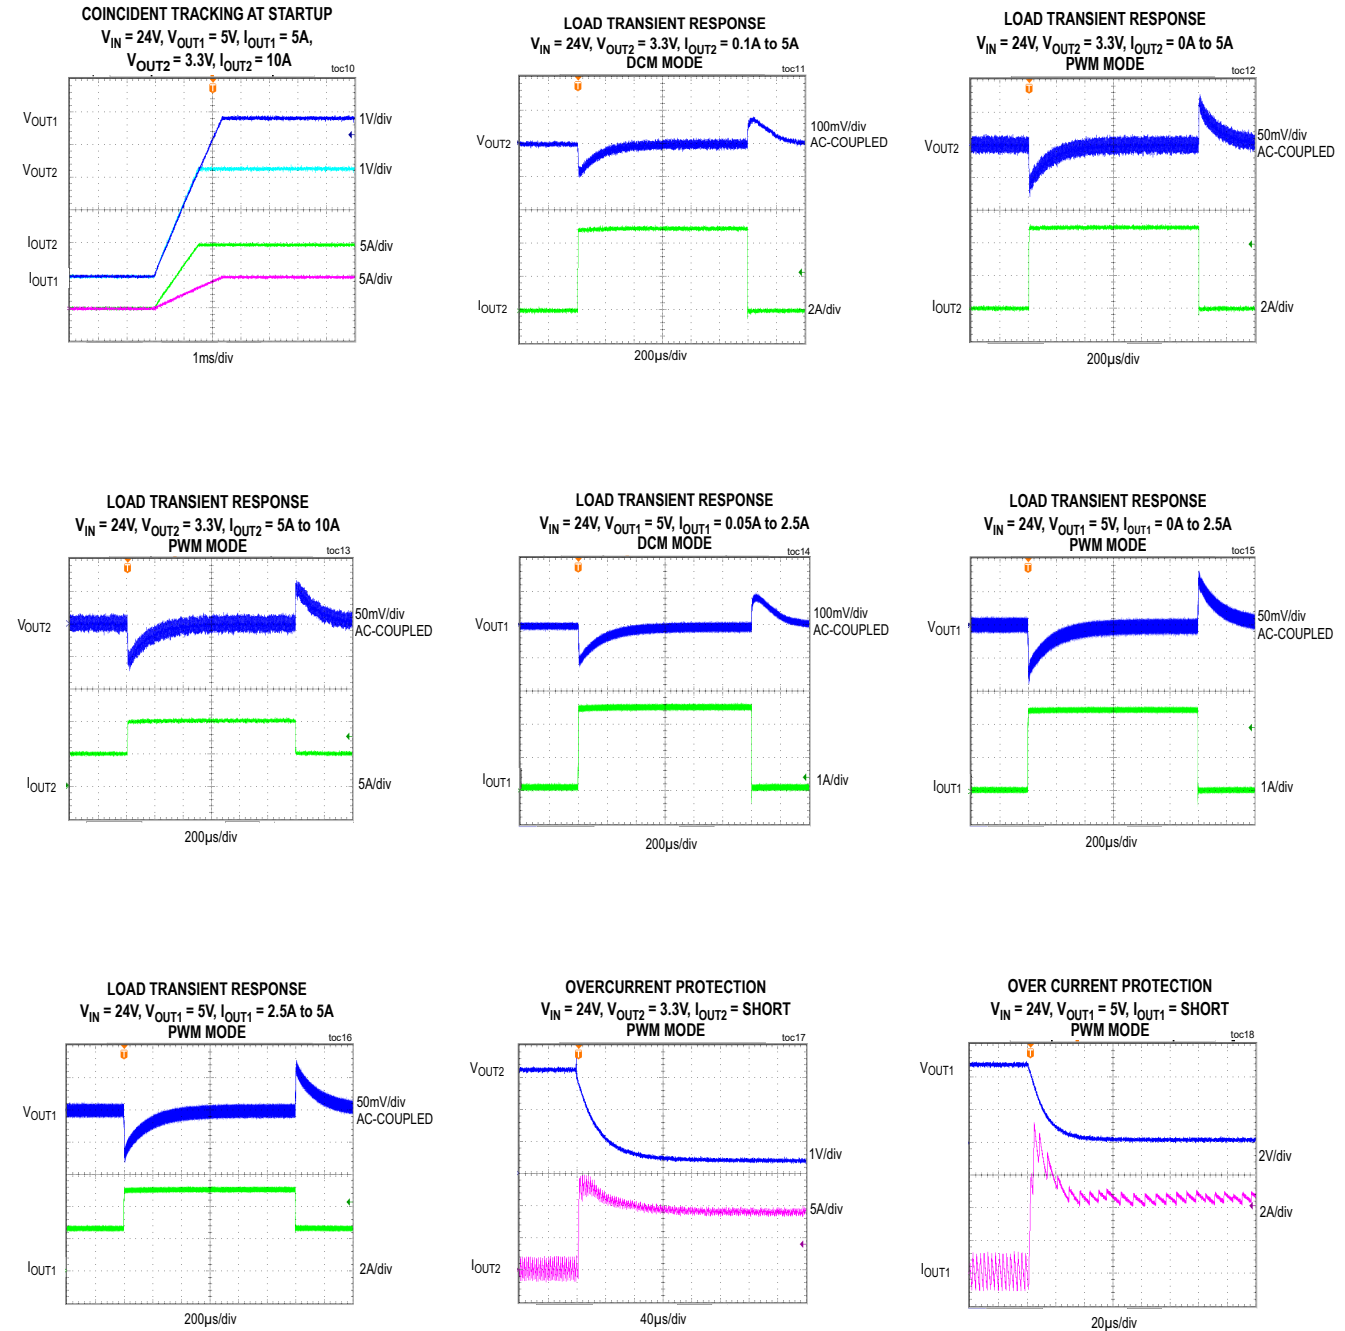 COINCIDENT TRACKING AT STARTUP
VIN = 24V, VOUT1 = 5V, IOUT1 = 5A,
VOUT2 = 3.3V, IOUT2 = 10A
toc10
T
VOUT1
1V/div
VOUT2
1V/div
IOUT2
5A/div
IOUT1
5A/div
1ms/div
LOAD TRANSIENT RESPONSE
VIN = 24V, VOUT2 = 3.3V, IOUT2 = 0.1A to 5A
DCM MODE
toc11
T
VOUT2
100mV/div
AC-COUPLED
IOUT2
2A/div
200µs/div
LOAD TRANSIENT RESPONSE
VIN = 24V, VOUT2 = 3.3V, IOUT2 = 0A to 5A
PWM MODE
toc12
T
VOUT2
50mV/div
AC-COUPLED
IOUT2
2A/div
200µs/div
LOAD TRANSIENT RESPONSE
VIN = 24V, VOUT2 = 3.3V, IOUT2 = 5A to 10A
PWM MODE
toc13
T
VOUT2
50mV/div
AC-COUPLED
IOUT2
5A/div
200µs/div
LOAD TRANSIENT RESPONSE
VIN = 24V, VOUT1 = 5V, IOUT1 = 0.05A to 2.5A
DCM MODE
toc14
T
VOUT1
100mV/div
AC-COUPLED
IOUT1
1A/div
200µs/div
LOAD TRANSIENT RESPONSE
VIN = 24V, VOUT1 = 5V, IOUT1 = 0A to 2.5A
PWM MODE
toc15
T
VOUT1
50mV/div
AC-COUPLED
IOUT1
1A/div
200µs/div
LOAD TRANSIENT RESPONSE
VIN = 24V, VOUT1 = 5V, IOUT1 = 2.5A to 5A
PWM MODE
toc16
T
VOUT1
50mV/div
AC-COUPLED
IOUT1
2A/div
200µs/div
OVERCURRENT PROTECTION
VIN = 24V, VOUT2 = 3.3V, IOUT2 = SHORT
PWM MODE
toc17
T
VOUT2
1V/div
5A/div
IOUT2
40µs/div
OVER CURRENT PROTECTION
VIN = 24V, VOUT1 = 5V, IOUT1 = SHORT
PWM MODE
toc18
T
VOUT1
2V/div
2A/div
IOUT1
20µs/div